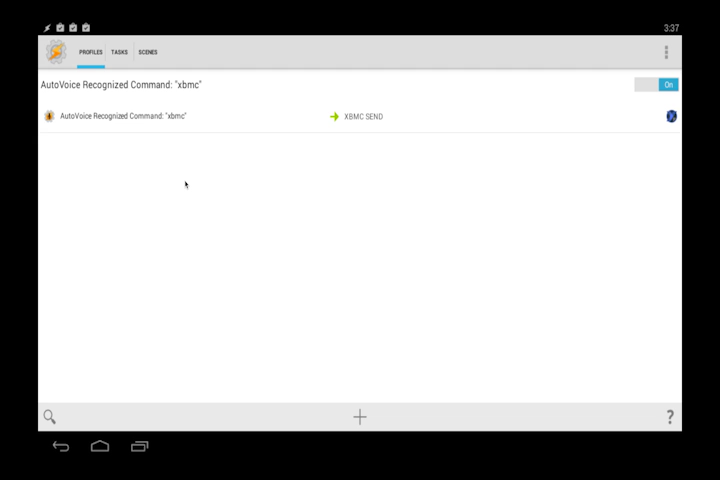 3:37
PROFILES TASKS SCENES
AutoVoice Recognized Command: "xbmc"
On
AutoVoice Recognized Command: "xbmc" XBMC SEND
?